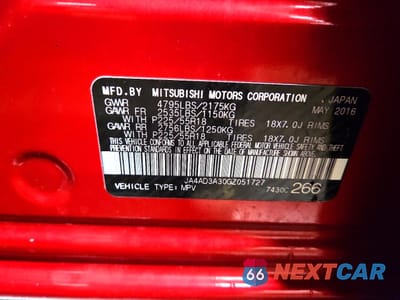 MFD.BY MITSUBISHI MOTORS CORPORATION , JAPAN
GVWR 4795LBS/2175KG MAY 2016
GAWR FR 2535LBS/1150KG
WITH P225/55R18 TIRES 18X7.0J RIMS
GAWR RR 2756LBS/1250KG
WITH P225/55R18 TIRES 18X7.0J RIMS
THIS VEHICLE CONFORMS TO ALL APPLICABLE
FEDERAL MOTOR VEHICLE SAFETY
STANDARDS IN EFFECT ON THE DATE OF MANUFACTURE SHOWN ABOVE.
JA4AD3A30GZ051727
VEHICLE TYPE: MPV 7430C 266
66 NEXTCAR